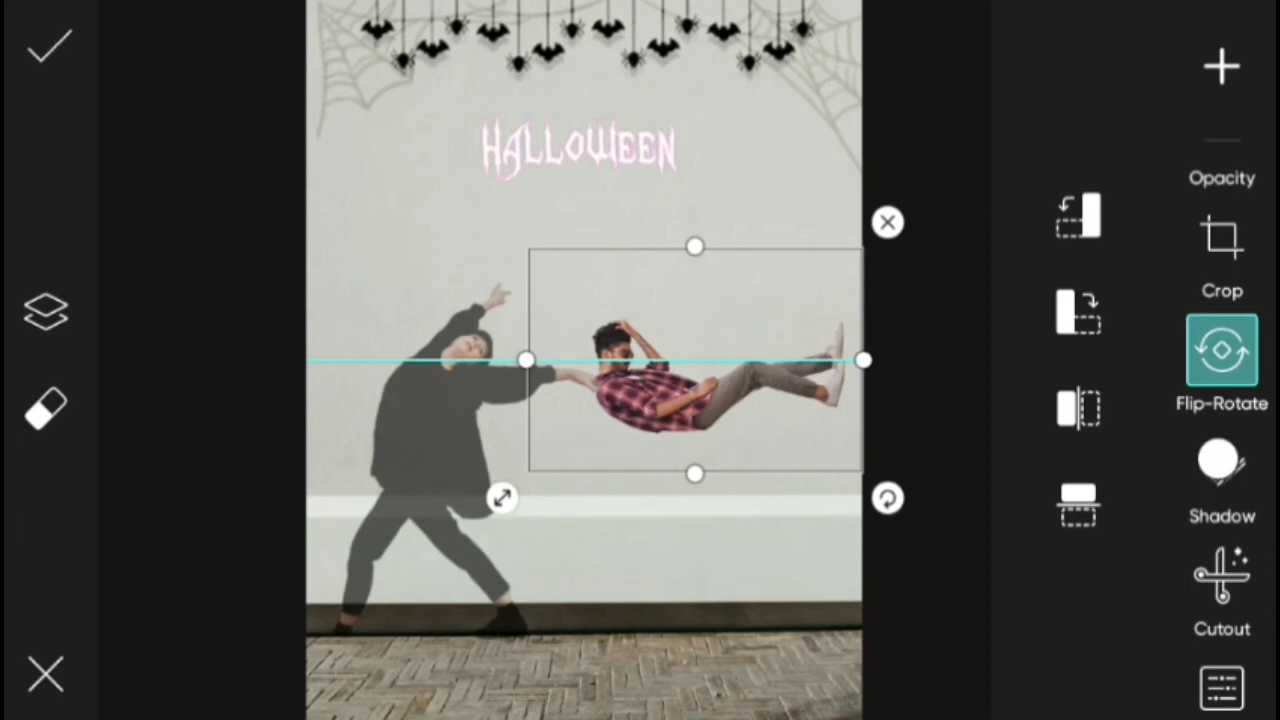 HALLOWEEN
Opacity
Crop
Flip-Rotate
Shadow
Cutout